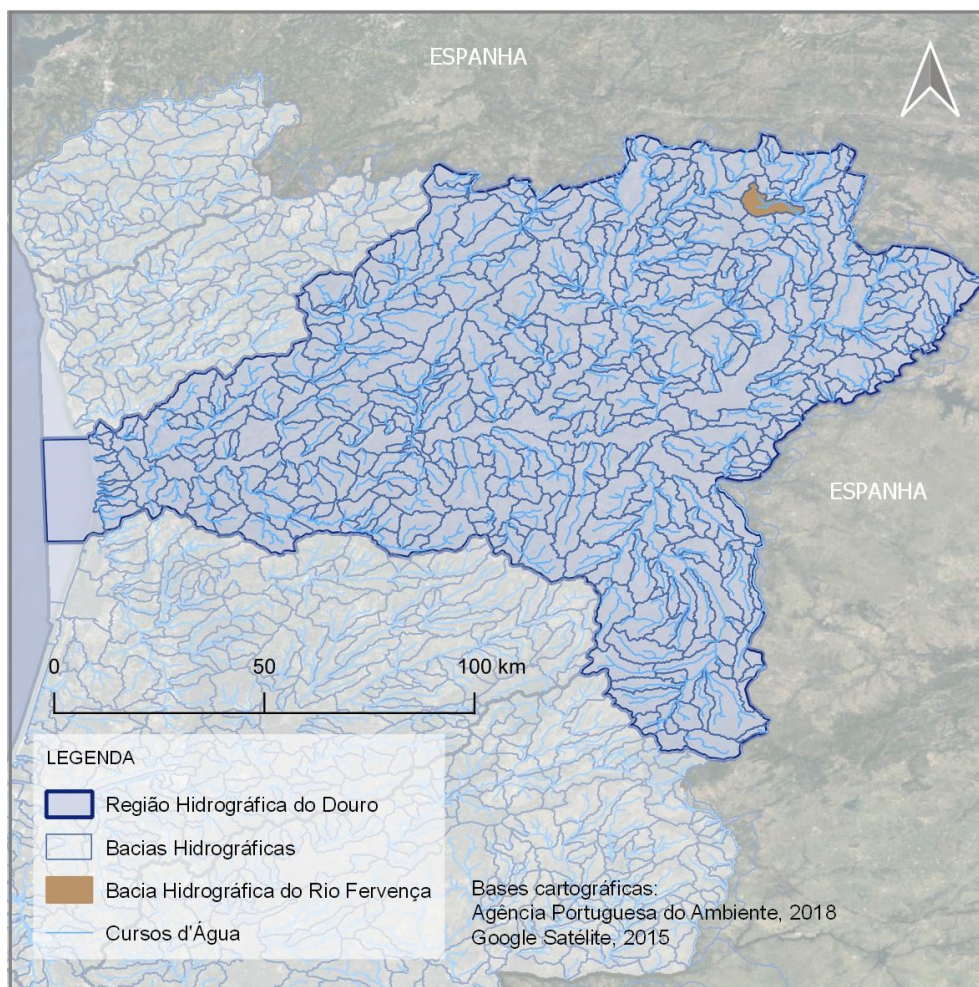 ESPANHA
ESPANHA
0 50 100 km
LEGENDA
Região Hidrográfica do Douro
Bacias Hidrográficas
Bacia Hidrográfica do Rio Fervença
Cursos d'Água
Bases cartográficas:
Agência Portuguesa do Ambiente, 2018
Google Satélite, 2015